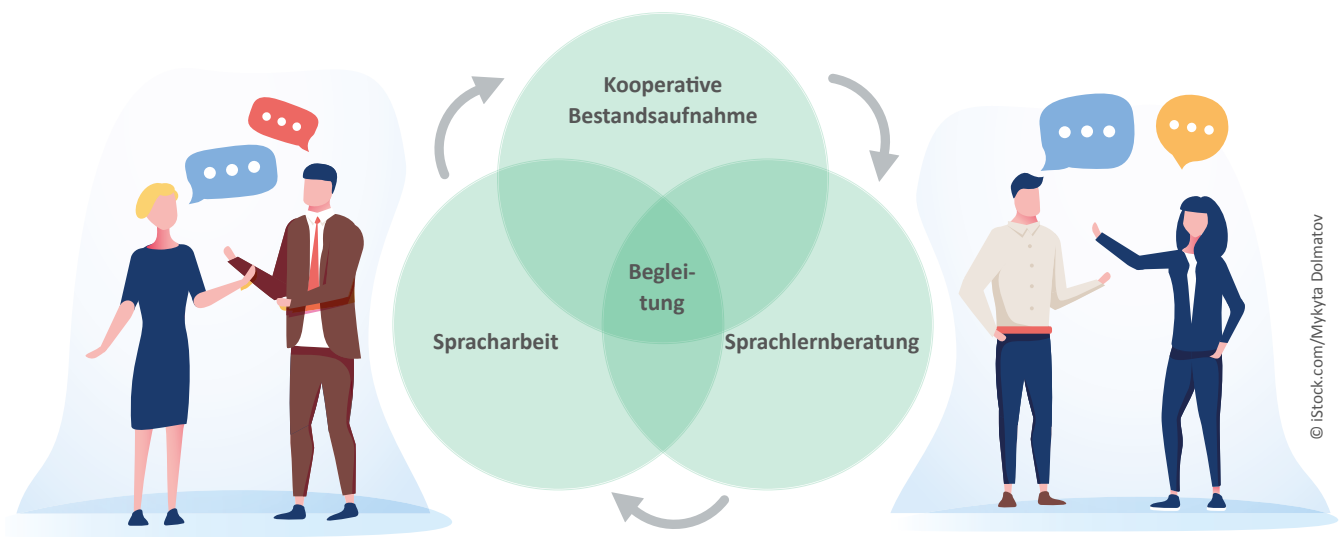 Kooperative
Bestandsaufnahme
Beglei-
tung
Spracharbeit
Sprachlernberatung
© iStock.com/Mykyta Dolmatov